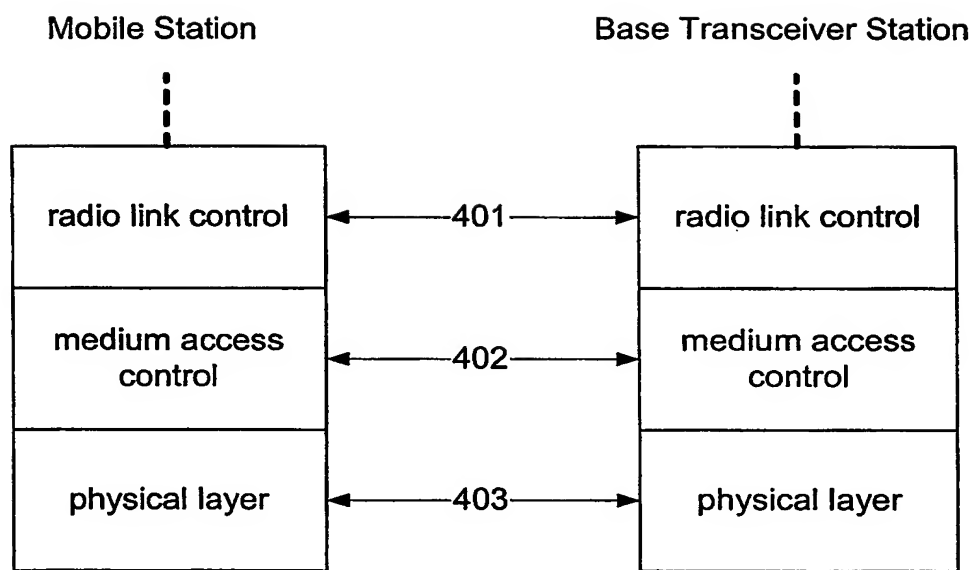 Mobile Station
Base Transceiver Station
radio link control
401
radio link control
medium access
control
402
medium access
control
physical layer
403
physical layer